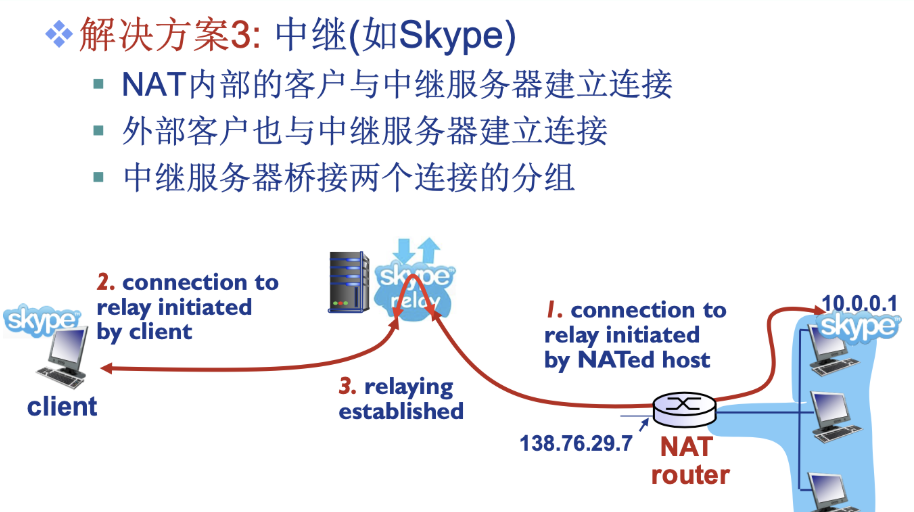 ❖解决方案3: 中继(如Skype)
▪ NAT内部的客户与中继服务器建立连接
▪ 外部客户也与中继服务器建立连接
▪ 中继服务器桥接两个连接的分组
2. connection to
relay initiated
by client
skype
client
skype
relay
3. relaying
established
1. connection to
relay initiated
by NATed host
10.0.0.1
skype
138.76.29.7
NAT
router